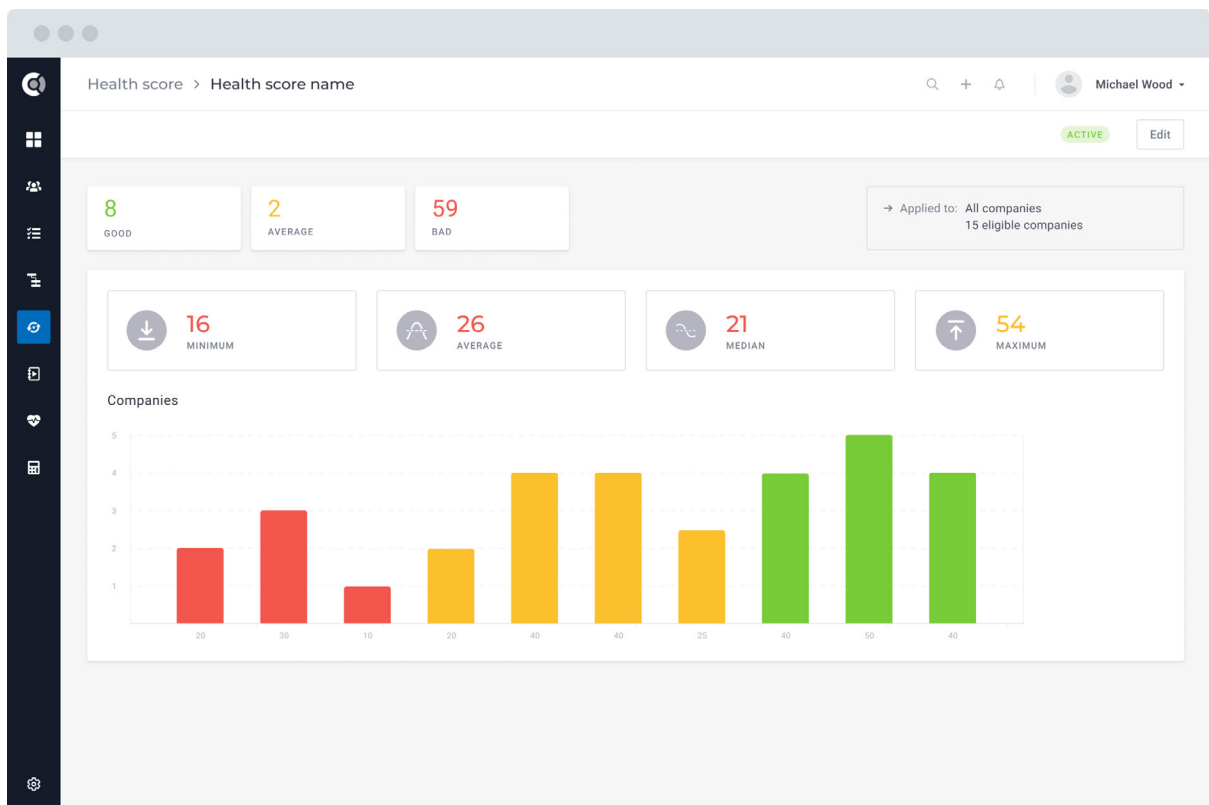 Health score > Health score name
Michael Wood
ACTIVE
Edit
8
GOOD
2
AVERAGE
59
BAD
→ Applied to: All companies
15 eligible companies
16
MINIMUM
26
AVERAGE
21
MEDIAN
54
MAXIMUM
Companies
5
4
3
2
1
20 30 10 20 40 40 25 40 50 40